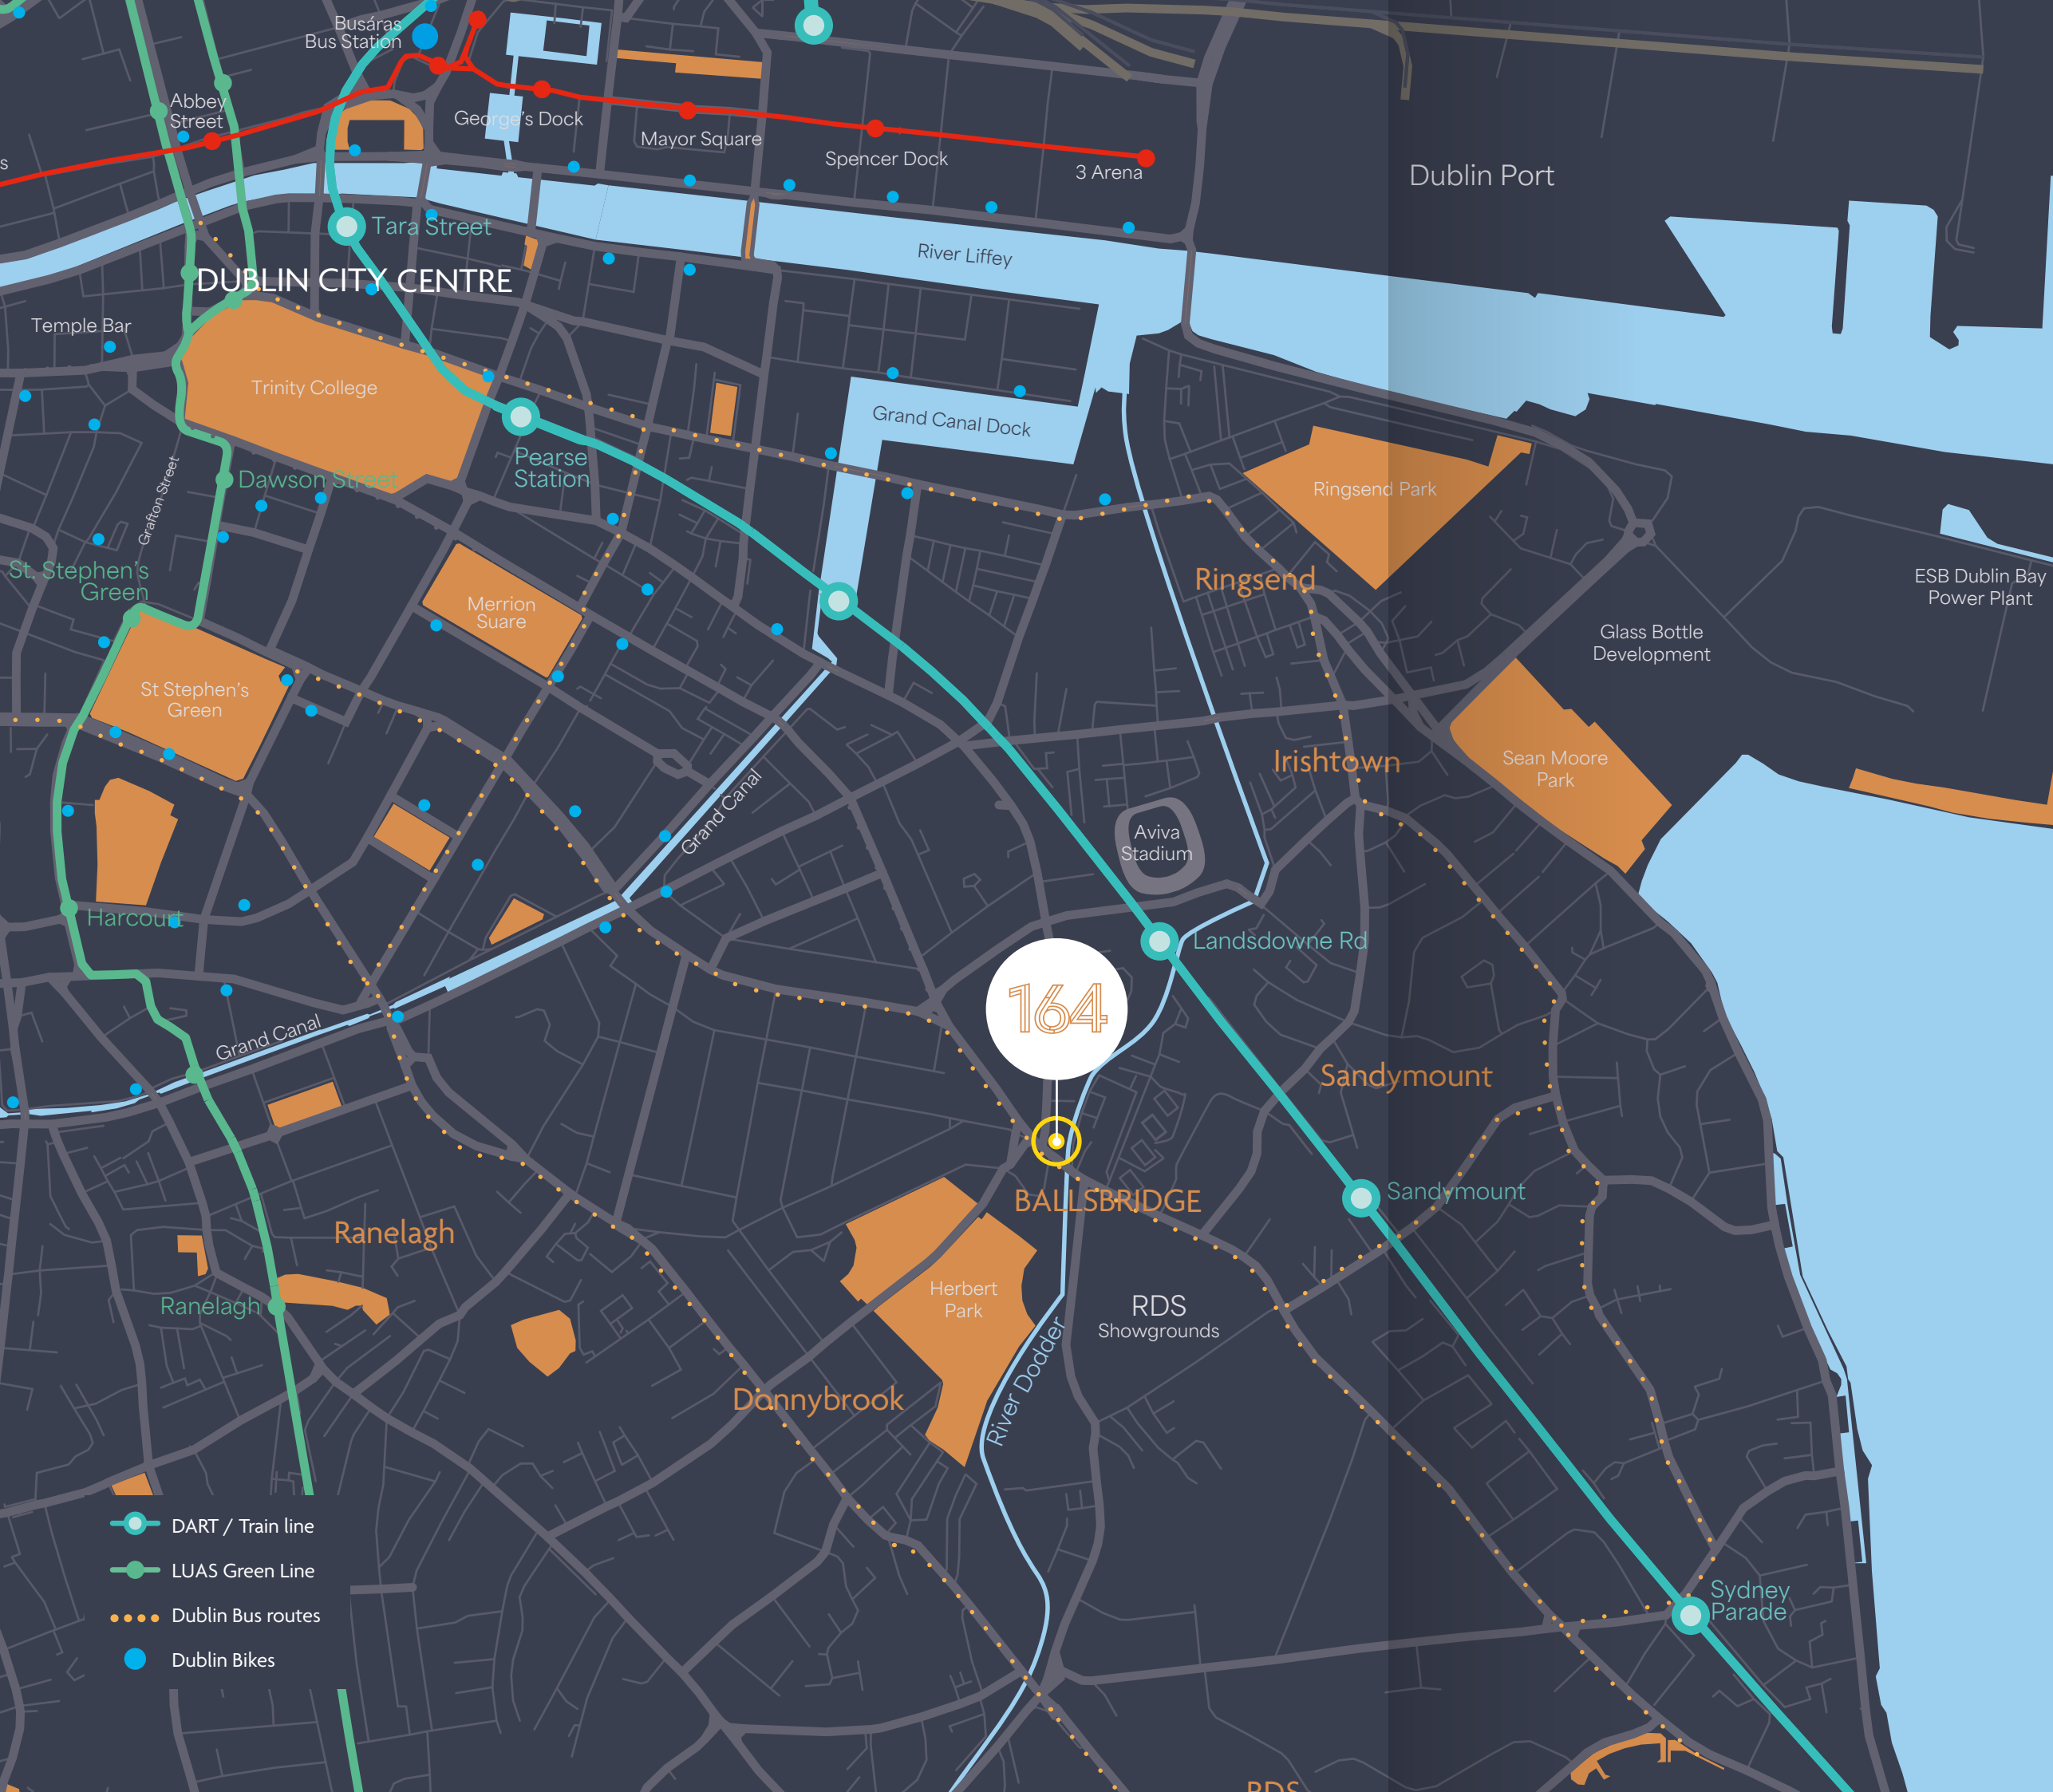 Busáras
Bus Station
Abbey
Street
George's Dock
Mayor Square
Spencer Dock
3 Arena
Dublin Port
s
Tara Street
River Liffey
DUBLIN CITY CENTRE
Temple Bar
Trinity College
Grand Canal Dock
Pearse
Station
Dawson Street
Grafton Street
Ringsend Park
St. Stephen's
Green
Ringsend
ESB Dublin Bay
Power Plant
Merrion
Suare
Glass Bottle
Development
St Stephen's
Green
Irishtown
Sean Moore
Park
Grand Canal
Aviva
Stadium
Harcourt
Landsdowne Rd
164
Grand Canal
Sandymount
Sandymount
BALLSBRIDGE
Ranelagh
Ranelagh
Herbert
Park
RDS
Showgrounds
River Dodder
Donnybrook
DART / Train line
LUAS Green Line
Dublin Bus routes
Dublin Bikes
Sydney
Parade
RDS